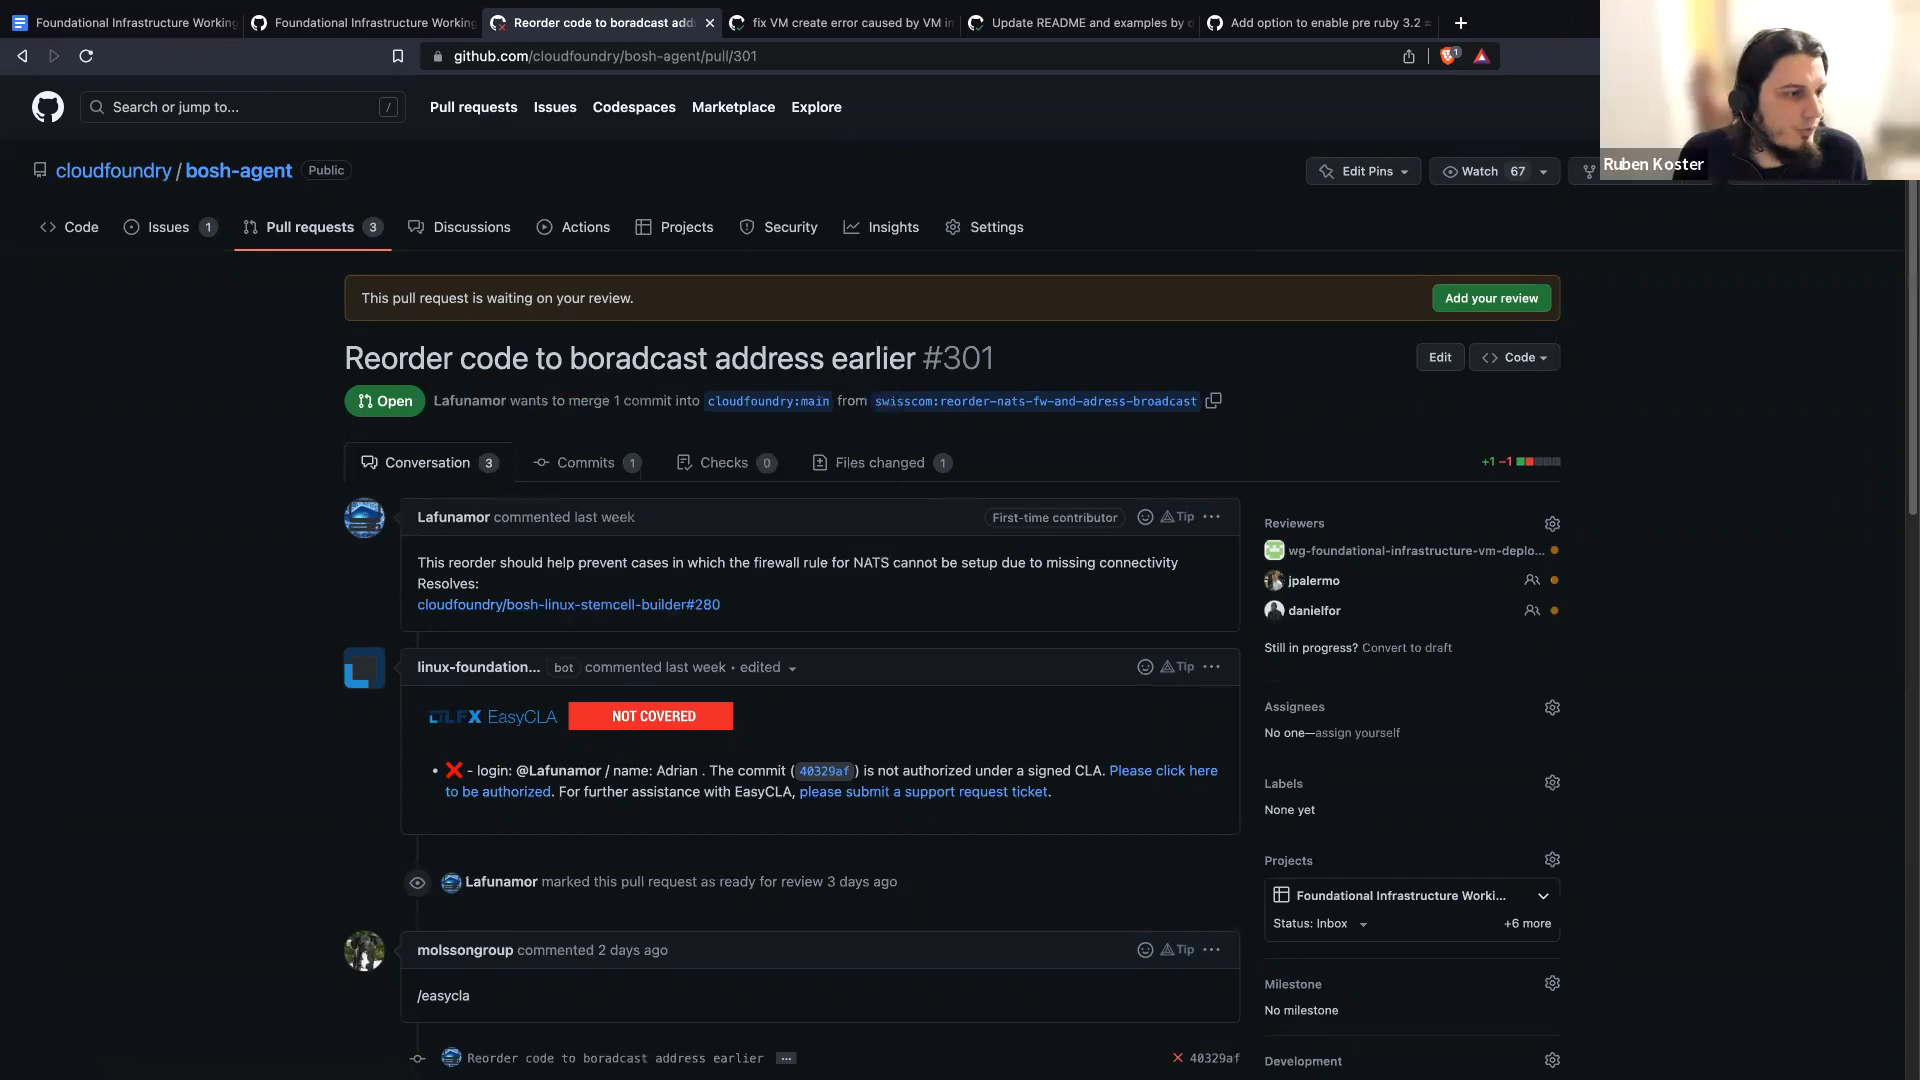 Foundational Infrastructure Working
Foundational Infrastructure Working
Reorder code to boradcast add
fix VM create error caused by VM in
Update README and examples by d
Add option to enable pre ruby 3.2 =
github.com/cloudfoundry/bosh-agent/pull/301
1
Search or jump to...
/
Pull requests
Issues
Codespaces
Marketplace
Explore
Ruben Koster
cloudfoundry / bosh-agent
Public
Edit Pins
Watch 67
Code
Issues 1
Pull requests 3
Discussions
Actions
Projects
Security
Insights
Settings
This pull request is waiting on your review.
Add your review
Reorder code to boradcast address earlier #301
Edit
Code
Open
Lafunamor wants to merge 1 commit into cloudfoundry:main from swisscom:reorder-nats-fw-and-adress-broadcast
Conversation 3
Commits 1
Checks 0
Files changed 1
+1 −1
Lafunamor commented last week
First-time contributor
Tip
This reorder should help prevent cases in which the firewall rule for NATS cannot be setup due to missing connectivity
Resolves:
cloudfoundry/bosh-linux-stemcell-builder#280
Reviewers
wg-foundational-infrastructure-vm-deplo...
jpalermo
danielfor
Still in progress? Convert to draft
linux-foundation... bot commented last week • edited
Tip
LFX EasyCLA
NOT COVERED
• ❌ - login: @Lafunamor / name: Adrian . The commit (40329af) is not authorized under a signed CLA. Please click here
to be authorized. For further assistance with EasyCLA, please submit a support request ticket.
Assignees
No one—assign yourself
Labels
None yet
Lafunamor marked this pull request as ready for review 3 days ago
Projects
Foundational Infrastructure Worki...
Status: Inbox
+6 more
molssongroup commented 2 days ago
Tip
/easycla
Milestone
No milestone
Reorder code to boradcast address earlier ...
40329af
Development